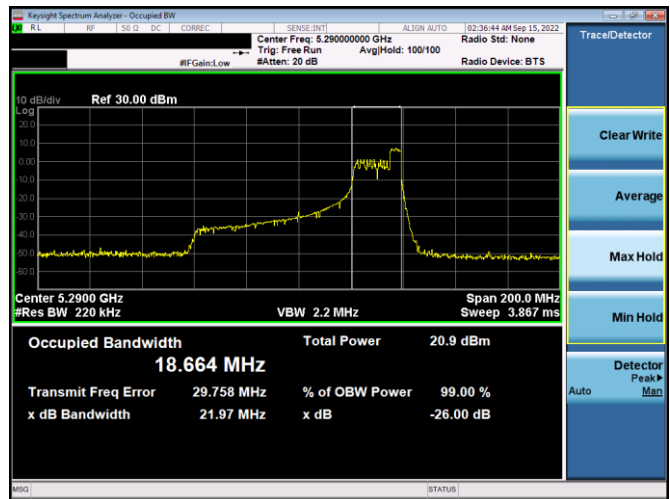 Keysight Spectrum Analyzer - Occupied BW
RL RF 50 Ω DC CORREC SENSE:INT ALIGN AUTO 02:36:44 AM Sep 15, 2022
Center Freq: 5.290000000 GHz Radio Std: None
Trig: Free Run Avg|Hold: 100/100
#IFGain:Low #Atten: 20 dB Radio Device: BTS
Trace/Detector
10 dB/div Ref 30.00 dBm
Log
20.0
10.0
0.00
-10.0
-20.0
-30.0
-40.0
-50.0
-60.0
Center 5.2900 GHz Span 200.0 MHz
#Res BW 220 kHz VBW 2.2 MHz Sweep 3.867 ms
Occupied Bandwidth Total Power 20.9 dBm
18.664 MHz
Transmit Freq Error 29.758 MHz % of OBW Power 99.00 %
x dB Bandwidth 21.97 MHz x dB -26.00 dB
Clear Write
Average
Max Hold
Min Hold
Detector
Peak▶
Auto Man
MSG STATUS